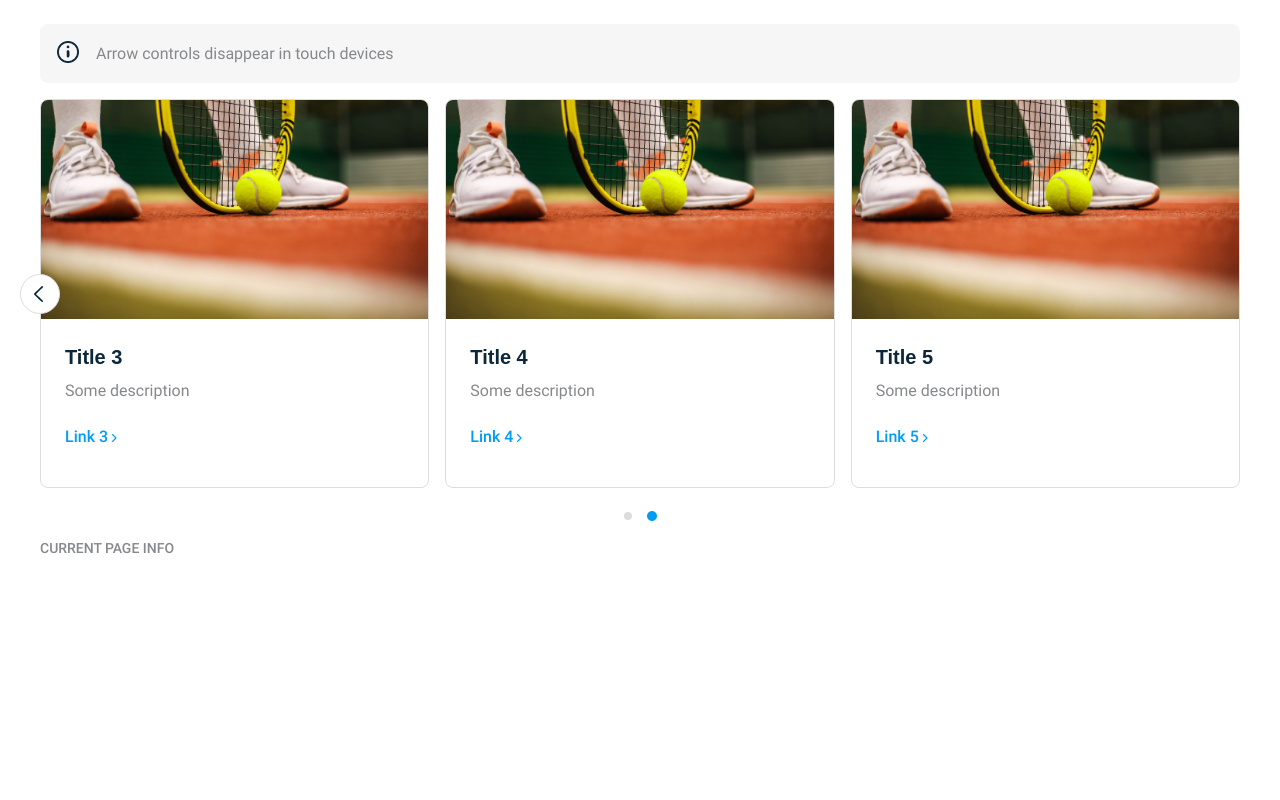 Arrow controls disappear in touch devices
Title 3
Some description
Link 3
Title 4
Some description
Link 4
Title 5
Some description
Link 5
CURRENT PAGE INFO